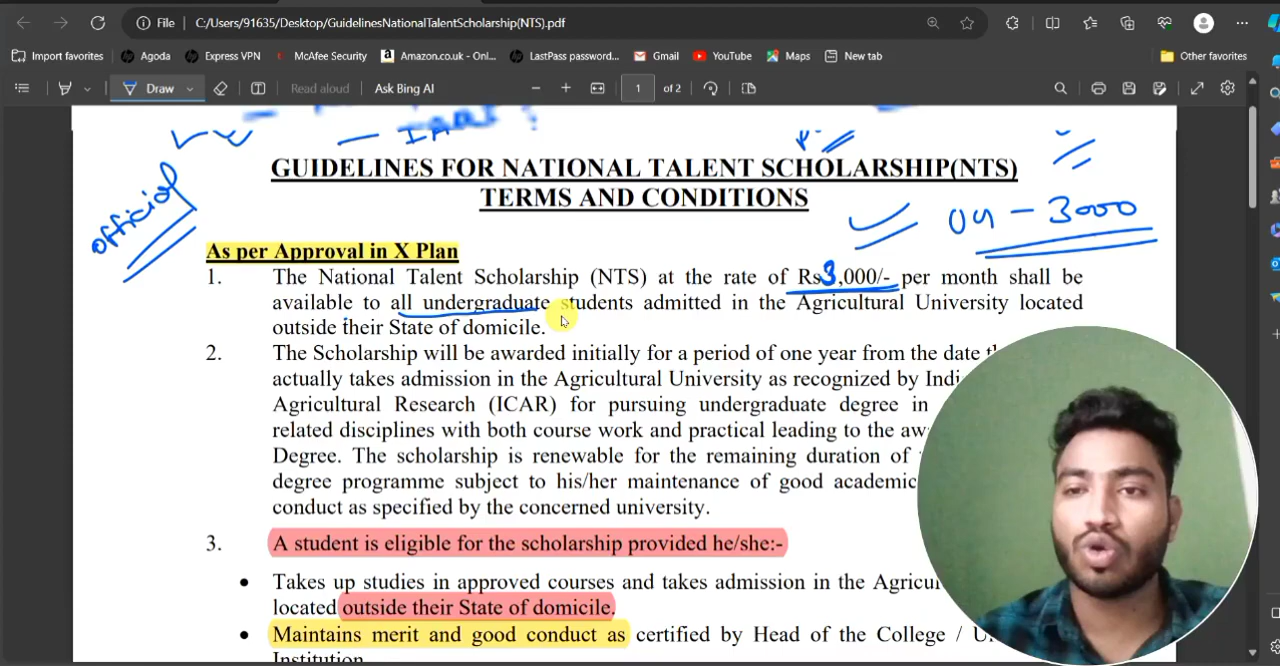 File C:/Users/91635/Desktop/GuidelinesNationalTalentScholarship(NTS).pdf
Import favorites Agoda Express VPN McAfee Security Amazon.co.uk - Onl... LastPass password... Gmail YouTube Maps New tab Other favorites
Draw Read aloud Ask Bing AI 1 of 2
official
GUIDELINES FOR NATIONAL TALENT SCHOLARSHIP(NTS)
TERMS AND CONDITIONS
- 3000
As per Approval in X Plan
1. The National Talent Scholarship (NTS) at the rate of Rs3,000/- per month shall be
available to all undergraduate students admitted in the Agricultural University located
outside their State of domicile.
2. The Scholarship will be awarded initially for a period of one year from the date
actually takes admission in the Agricultural University as recognized by
Agricultural Research (ICAR) for pursuing undergraduate degree in
related disciplines with both course work and practical leading to the
Degree. The scholarship is renewable for the remaining duration of
degree programme subject to his/her maintenance of good academic
conduct as specified by the concerned university.
3. A student is eligible for the scholarship provided he/she:-
• Takes up studies in approved courses and takes admission in the
located outside their State of domicile.
• Maintains merit and good conduct as certified by Head of the College /
Institution